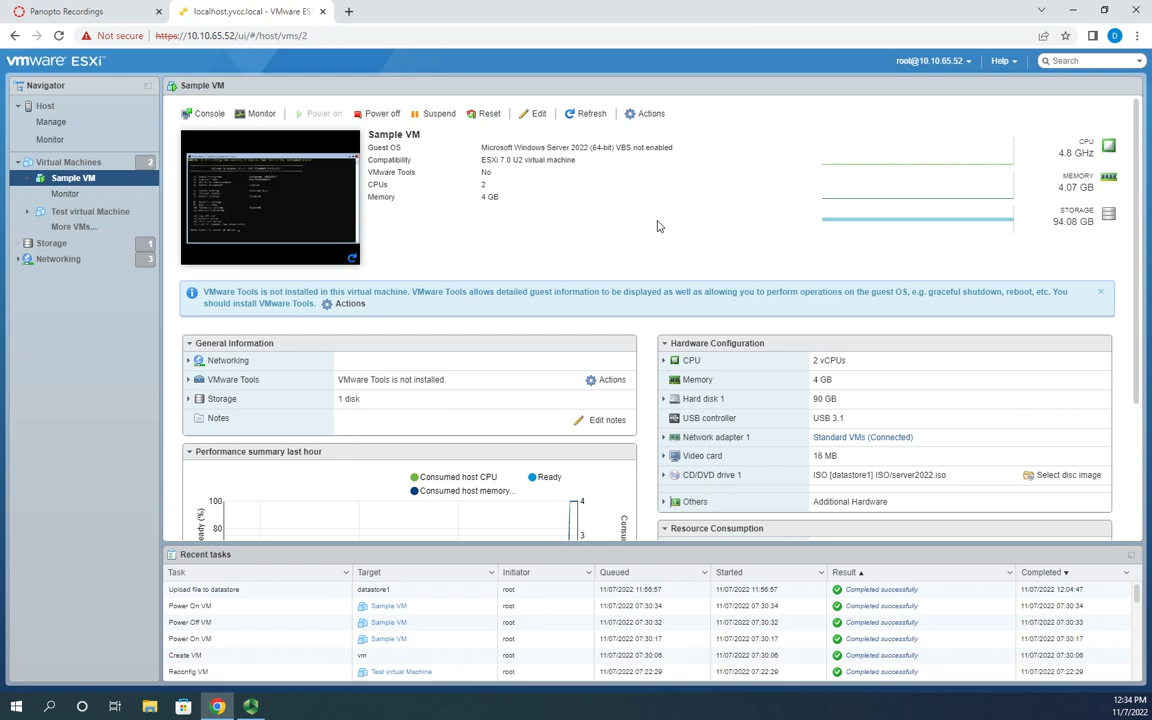 Panopto Recordings
localhost.yvcc.local - VMware ESXi
Not secure https://10.10.65.52/ui/#/host/vms/2
D
vmware ESXi™
root@10.10.65.52 Help Search
Navigator
Host
Manage
Monitor
Virtual Machines 2
Sample VM
Monitor
Test virtual Machine
More VMs...
Storage 1
Networking 3
Sample VM
Console Monitor Power on Power off Suspend Reset Edit Refresh Actions
Sample VM
Guest OS Microsoft Windows Server 2022 (64-bit) VBS not enabled
Compatibility ESXi 7.0 U2 virtual machine
VMware Tools No
CPUs 2
Memory 4 GB
CPU
4.8 GHz
MEMORY
4.07 GB
STORAGE
94.08 GB
VMware Tools is not installed in this virtual machine. VMware Tools allows detailed guest information to be displayed as well as allowing you to perform operations on the guest OS, e.g. graceful shutdown, reboot, etc. You
should install VMware Tools. Actions
General Information
Networking
VMware Tools VMware Tools is not installed. Actions
Storage 1 disk
Notes Edit notes
Performance summary last hour
Consumed host CPU Ready
Consumed host memory...
100 4
80 3
Hardware Configuration
CPU 2 vCPUs
Memory 4 GB
Hard disk 1 90 GB
USB controller USB 3.1
Network adapter 1 Standard VMs (Connected)
Video card 16 MB
CD/DVD drive 1 ISO [datastore1] ISO/server2022.iso Select disc image
Others Additional Hardware
Resource Consumption
Recent tasks
Task Target Initiator Queued Started Result Completed
Upload file to datastore datastore1 root 11/07/2022 11:56:57 11/07/2022 11:56:57 Completed successfully 11/07/2022 12:04:47
Power On VM Sample VM root 11/07/2022 07:30:34 11/07/2022 07:30:34 Completed successfully 11/07/2022 07:30:34
Power Off VM Sample VM root 11/07/2022 07:30:32 11/07/2022 07:30:32 Completed successfully 11/07/2022 07:30:33
Power On VM Sample VM root 11/07/2022 07:30:17 11/07/2022 07:30:17 Completed successfully 11/07/2022 07:30:17
Create VM vm root 11/07/2022 07:30:06 11/07/2022 07:30:06 Completed successfully 11/07/2022 07:30:06
Reconfig VM Test virtual Machine root 11/07/2022 07:22:29 11/07/2022 07:22:29 Completed successfully 11/07/2022 07:22:29
12:34 PM
11/7/2022